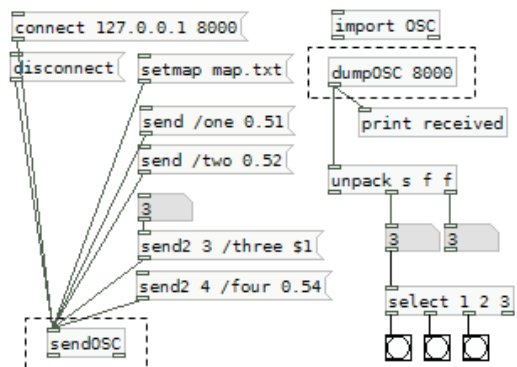 connect 127.0.0.1 8000
disconnect
setmap map.txt
send /one 0.51
send /two 0.52
3
send2 3 /three $1
send2 4 /four 0.54
sendOSC
import OSC
dumpOSC 8000
print received
unpack s f f
3 3
select 1 2 3